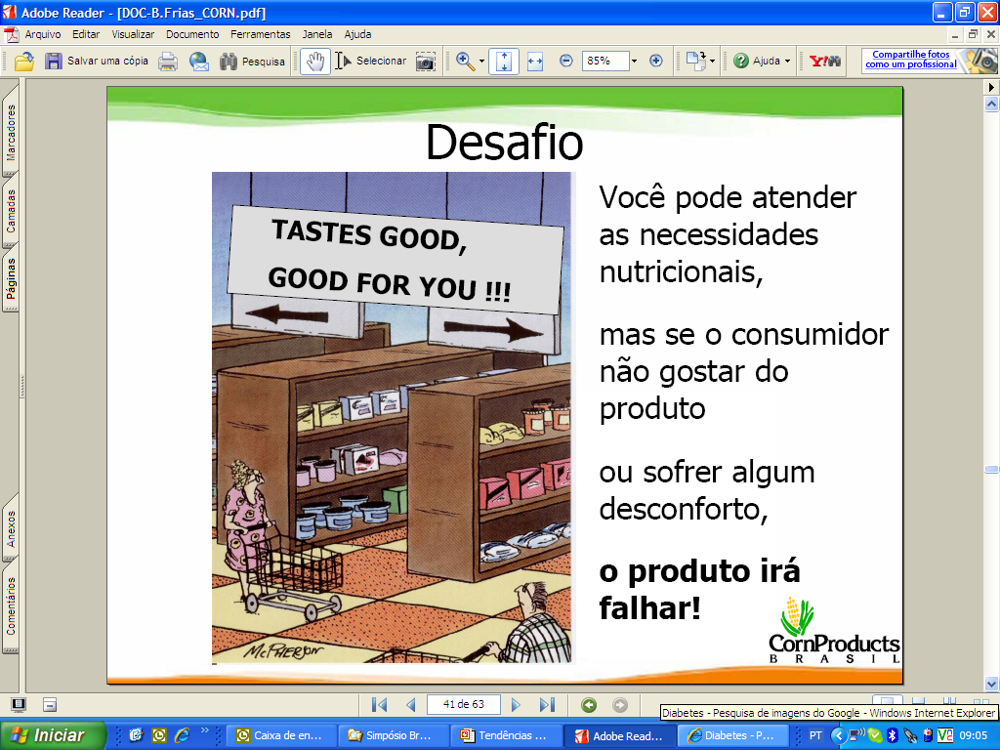 Adobe Reader - [DOC-B.Frias_CORN.pdf]
Arquivo Editar Visualizar Documento Ferramentas Janela Ajuda
Salvar uma cópia Pesquisa Selecionar 85% Ajuda Y! Compartilhe fotos
como um profissional
Marcadores
Camadas
Páginas
Anexos
Comentários
Desafio
TASTES GOOD,
GOOD FOR YOU !!!
McPHERSON
Você pode atender
as necessidades
nutricionais,
mas se o consumidor
não gostar do
produto
ou sofrer algum
desconforto,
o produto irá
falhar!
CornProducts
BRASIL
41 de 63
Diabetes - Pesquisa de imagens do Google - Windows Internet Explorer
Iniciar » Caixa de en... Simpósio Br... Tendências ... Adobe Read... Diabetes - P... PT 09:05